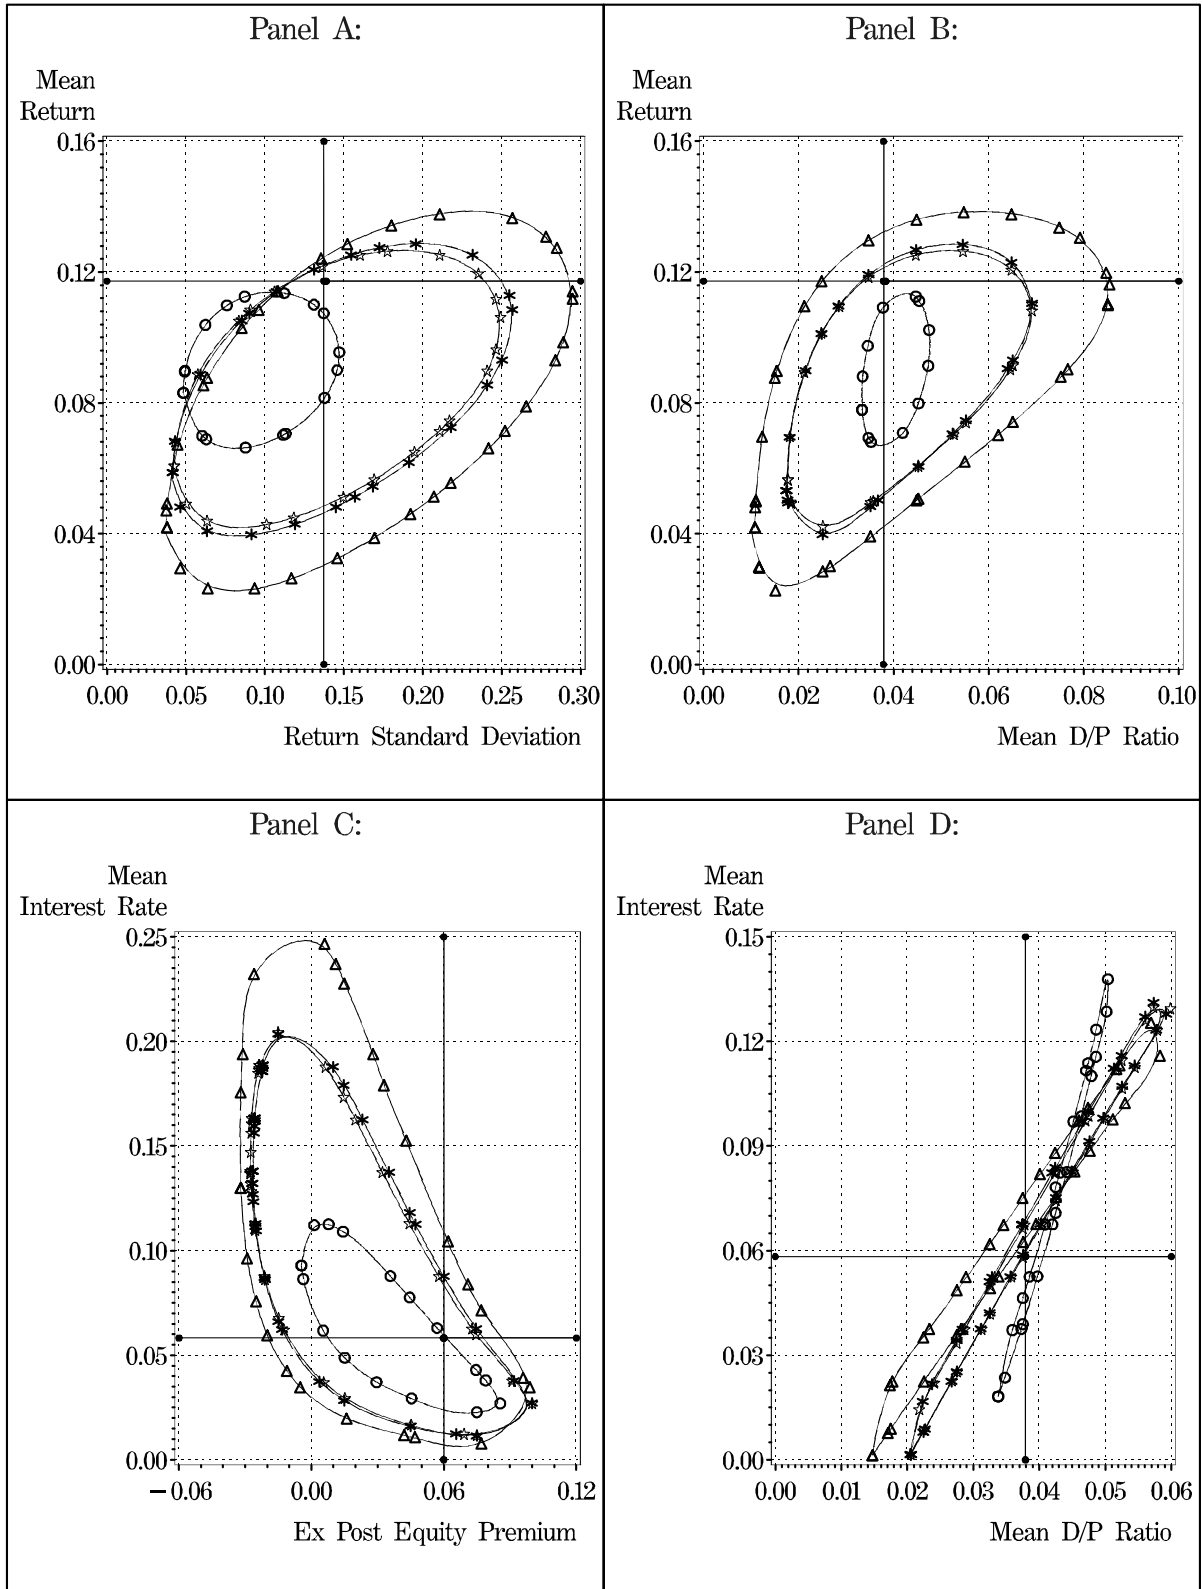 Panel A:
Mean
Return
0.16
0.12
0.08
0.04
0.00
0.00 0.05 0.10 0.15 0.20 0.25 0.30
Return Standard Deviation
Panel B:
Mean
Return
0.16
0.12
0.08
0.04
0.00
0.00 0.02 0.04 0.06 0.08 0.10
Mean D/P Ratio
Panel C:
Mean
Interest Rate
0.25
0.20
0.15
0.10
0.05
0.00
−0.06 0.00 0.06 0.12
Ex Post Equity Premium
Panel D:
Mean
Interest Rate
0.15
0.12
0.09
0.06
0.03
0.00
0.00 0.01 0.02 0.03 0.04 0.05 0.06
Mean D/P Ratio